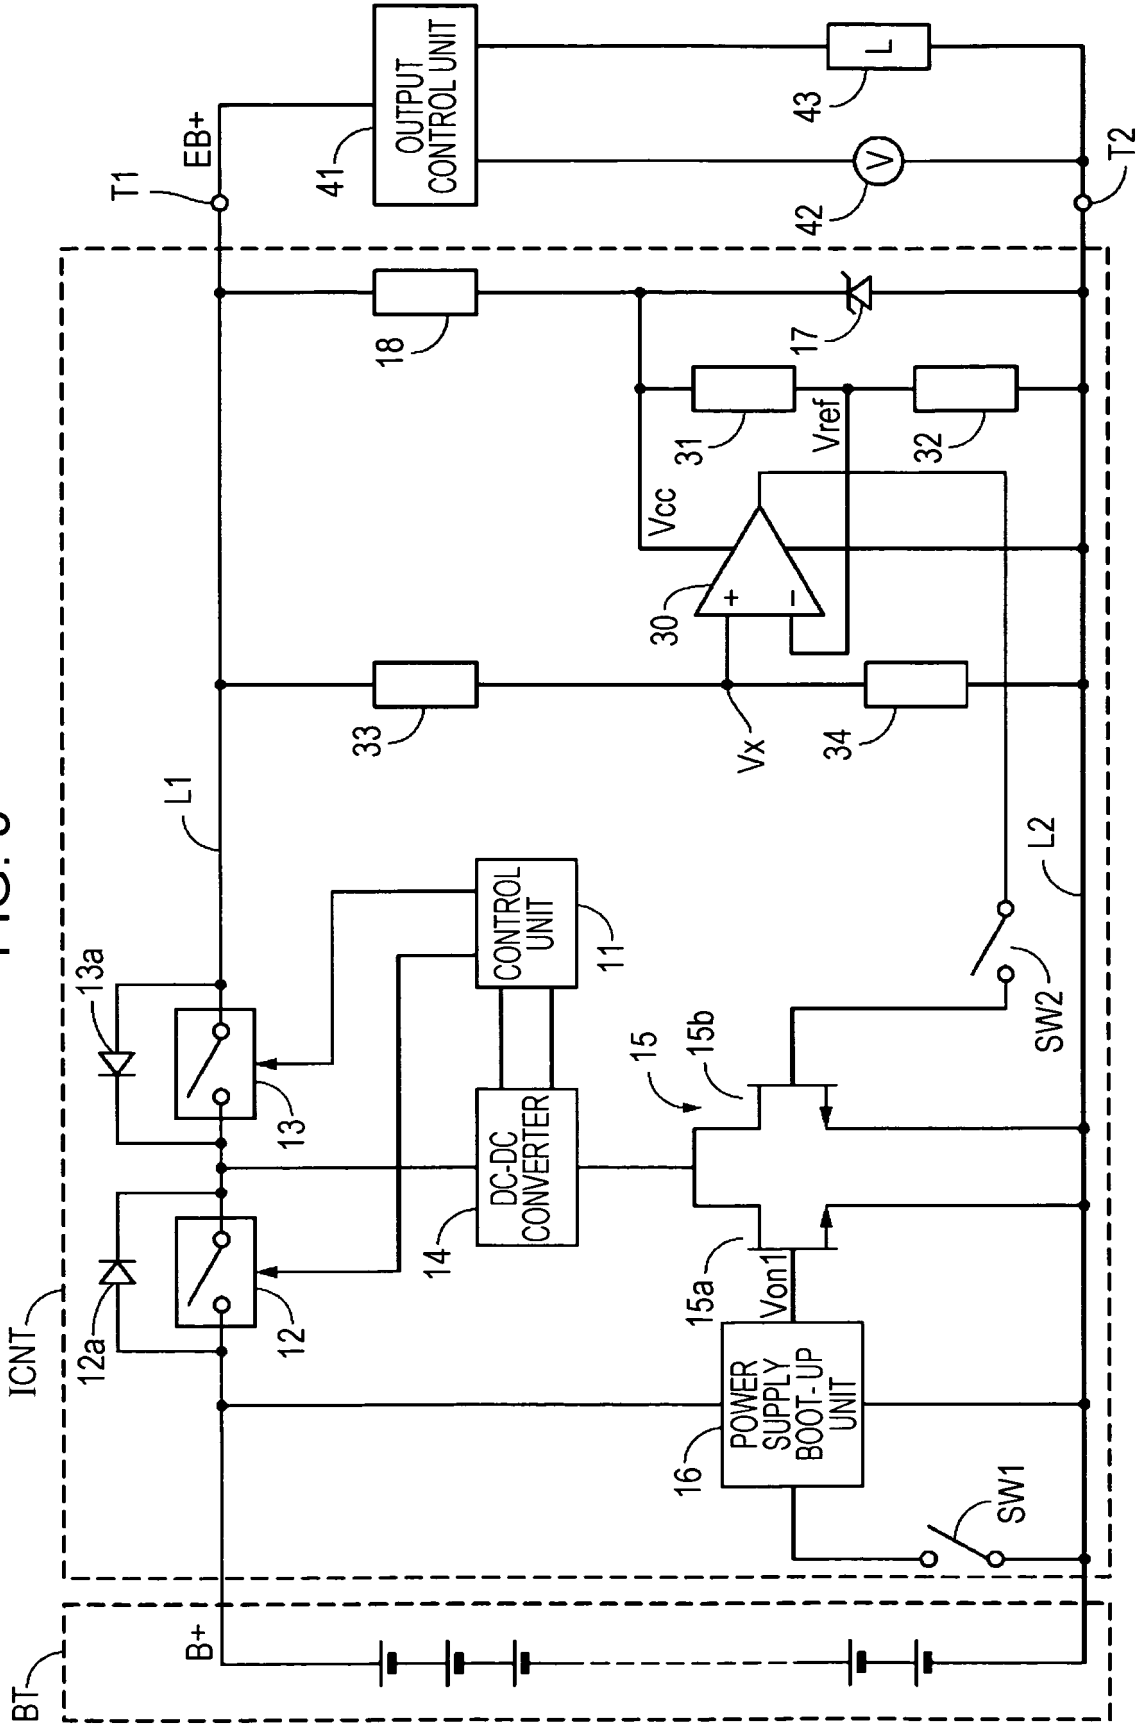 FIG.
BT
ICNT
B+
12a
13a
T1
EB+
12
13
L1
41
OUTPUT
CONTROL UNIT
14
DC-DC
CONVERTER
CONTROL
UNIT
11
33
18
16
POWER
SUPPLY
BOOT-UP
UNIT
15a
Von1
15
15b
Vx
30
+
−
Vcc
31
Vref
17
42
V
43
L
34
32
SW1
SW2
L2
T2